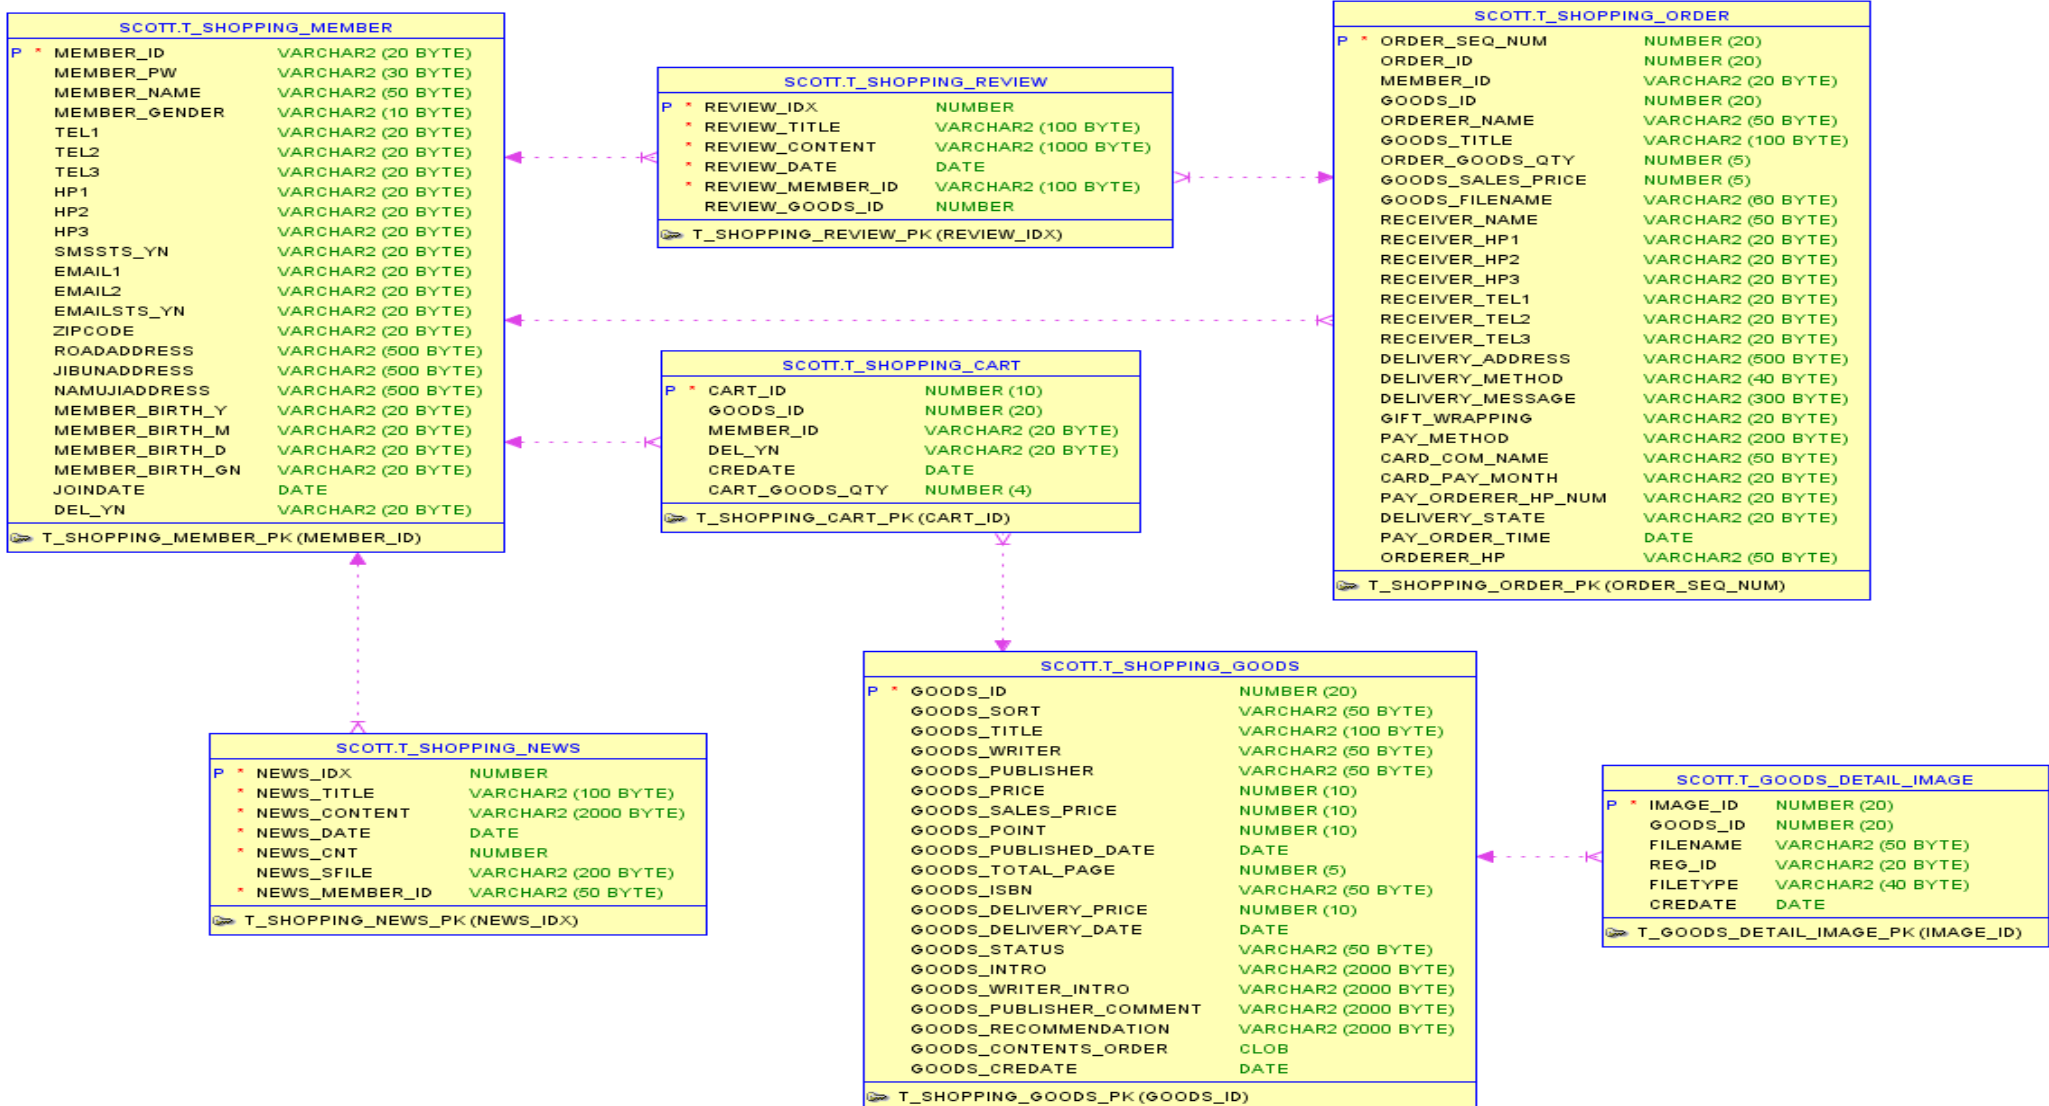 SCOTT.T_SHOPPING_MEMBER
P * MEMBER_ID VARCHAR2 (20 BYTE)
MEMBER_PW VARCHAR2 (30 BYTE)
MEMBER_NAME VARCHAR2 (50 BYTE)
MEMBER_GENDER VARCHAR2 (10 BYTE)
TEL1 VARCHAR2 (20 BYTE)
TEL2 VARCHAR2 (20 BYTE)
TEL3 VARCHAR2 (20 BYTE)
HP1 VARCHAR2 (20 BYTE)
HP2 VARCHAR2 (20 BYTE)
HP3 VARCHAR2 (20 BYTE)
SMSSTS_YN VARCHAR2 (20 BYTE)
EMAIL1 VARCHAR2 (20 BYTE)
EMAIL2 VARCHAR2 (20 BYTE)
EMAILSTS_YN VARCHAR2 (20 BYTE)
ZIPCODE VARCHAR2 (20 BYTE)
ROADADDRESS VARCHAR2 (500 BYTE)
JIBUNADDRESS VARCHAR2 (500 BYTE)
NAMUJIADDRESS VARCHAR2 (500 BYTE)
MEMBER_BIRTH_Y VARCHAR2 (20 BYTE)
MEMBER_BIRTH_M VARCHAR2 (20 BYTE)
MEMBER_BIRTH_D VARCHAR2 (20 BYTE)
MEMBER_BIRTH_GN VARCHAR2 (20 BYTE)
JOINDATE DATE
DEL_YN VARCHAR2 (20 BYTE)
T_SHOPPING_MEMBER_PK (MEMBER_ID)
SCOTT.T_SHOPPING_REVIEW
P * REVIEW_IDX NUMBER
* REVIEW_TITLE VARCHAR2 (100 BYTE)
* REVIEW_CONTENT VARCHAR2 (1000 BYTE)
* REVIEW_DATE DATE
* REVIEW_MEMBER_ID VARCHAR2 (100 BYTE)
REVIEW_GOODS_ID NUMBER
T_SHOPPING_REVIEW_PK (REVIEW_IDX)
SCOTT.T_SHOPPING_ORDER
P * ORDER_SEQ_NUM NUMBER (20)
ORDER_ID NUMBER (20)
MEMBER_ID VARCHAR2 (20 BYTE)
GOODS_ID NUMBER (20)
ORDERER_NAME VARCHAR2 (50 BYTE)
GOODS_TITLE VARCHAR2 (100 BYTE)
ORDER_GOODS_QTY NUMBER (5)
GOODS_SALES_PRICE NUMBER (5)
GOODS_FILENAME VARCHAR2 (60 BYTE)
RECEIVER_NAME VARCHAR2 (50 BYTE)
RECEIVER_HP1 VARCHAR2 (20 BYTE)
RECEIVER_HP2 VARCHAR2 (20 BYTE)
RECEIVER_HP3 VARCHAR2 (20 BYTE)
RECEIVER_TEL1 VARCHAR2 (20 BYTE)
RECEIVER_TEL2 VARCHAR2 (20 BYTE)
RECEIVER_TEL3 VARCHAR2 (20 BYTE)
DELIVERY_ADDRESS VARCHAR2 (500 BYTE)
DELIVERY_METHOD VARCHAR2 (40 BYTE)
DELIVERY_MESSAGE VARCHAR2 (300 BYTE)
GIFT_WRAPPING VARCHAR2 (20 BYTE)
PAY_METHOD VARCHAR2 (200 BYTE)
CARD_COM_NAME VARCHAR2 (50 BYTE)
CARD_PAY_MONTH VARCHAR2 (20 BYTE)
PAY_ORDERER_HP_NUM VARCHAR2 (20 BYTE)
DELIVERY_STATE VARCHAR2 (20 BYTE)
PAY_ORDER_TIME DATE
ORDERER_HP VARCHAR2 (50 BYTE)
T_SHOPPING_ORDER_PK (ORDER_SEQ_NUM)
SCOTT.T_SHOPPING_CART
P * CART_ID NUMBER (10)
GOODS_ID NUMBER (20)
MEMBER_ID VARCHAR2 (20 BYTE)
DEL_YN VARCHAR2 (20 BYTE)
CREDATE DATE
CART_GOODS_QTY NUMBER (4)
T_SHOPPING_CART_PK (CART_ID)
SCOTT.T_SHOPPING_NEWS
P * NEWS_IDX NUMBER
* NEWS_TITLE VARCHAR2 (100 BYTE)
* NEWS_CONTENT VARCHAR2 (2000 BYTE)
* NEWS_DATE DATE
* NEWS_CNT NUMBER
NEWS_SFILE VARCHAR2 (200 BYTE)
* NEWS_MEMBER_ID VARCHAR2 (50 BYTE)
T_SHOPPING_NEWS_PK (NEWS_IDX)
SCOTT.T_SHOPPING_GOODS
P * GOODS_ID NUMBER (20)
GOODS_SORT VARCHAR2 (50 BYTE)
GOODS_TITLE VARCHAR2 (100 BYTE)
GOODS_WRITER VARCHAR2 (50 BYTE)
GOODS_PUBLISHER VARCHAR2 (50 BYTE)
GOODS_PRICE NUMBER (10)
GOODS_SALES_PRICE NUMBER (10)
GOODS_POINT NUMBER (10)
GOODS_PUBLISHED_DATE DATE
GOODS_TOTAL_PAGE NUMBER (5)
GOODS_ISBN VARCHAR2 (50 BYTE)
GOODS_DELIVERY_PRICE NUMBER (10)
GOODS_DELIVERY_DATE DATE
GOODS_STATUS VARCHAR2 (50 BYTE)
GOODS_INTRO VARCHAR2 (2000 BYTE)
GOODS_WRITER_INTRO VARCHAR2 (2000 BYTE)
GOODS_PUBLISHER_COMMENT VARCHAR2 (2000 BYTE)
GOODS_RECOMMENDATION VARCHAR2 (2000 BYTE)
GOODS_CONTENTS_ORDER CLOB
GOODS_CREDATE DATE
T_SHOPPING_GOODS_PK (GOODS_ID)
SCOTT.T_GOODS_DETAIL_IMAGE
P * IMAGE_ID NUMBER (20)
GOODS_ID NUMBER (20)
FILENAME VARCHAR2 (50 BYTE)
REG_ID VARCHAR2 (20 BYTE)
FILETYPE VARCHAR2 (40 BYTE)
CREDATE DATE
T_GOODS_DETAIL_IMAGE_PK (IMAGE_ID)